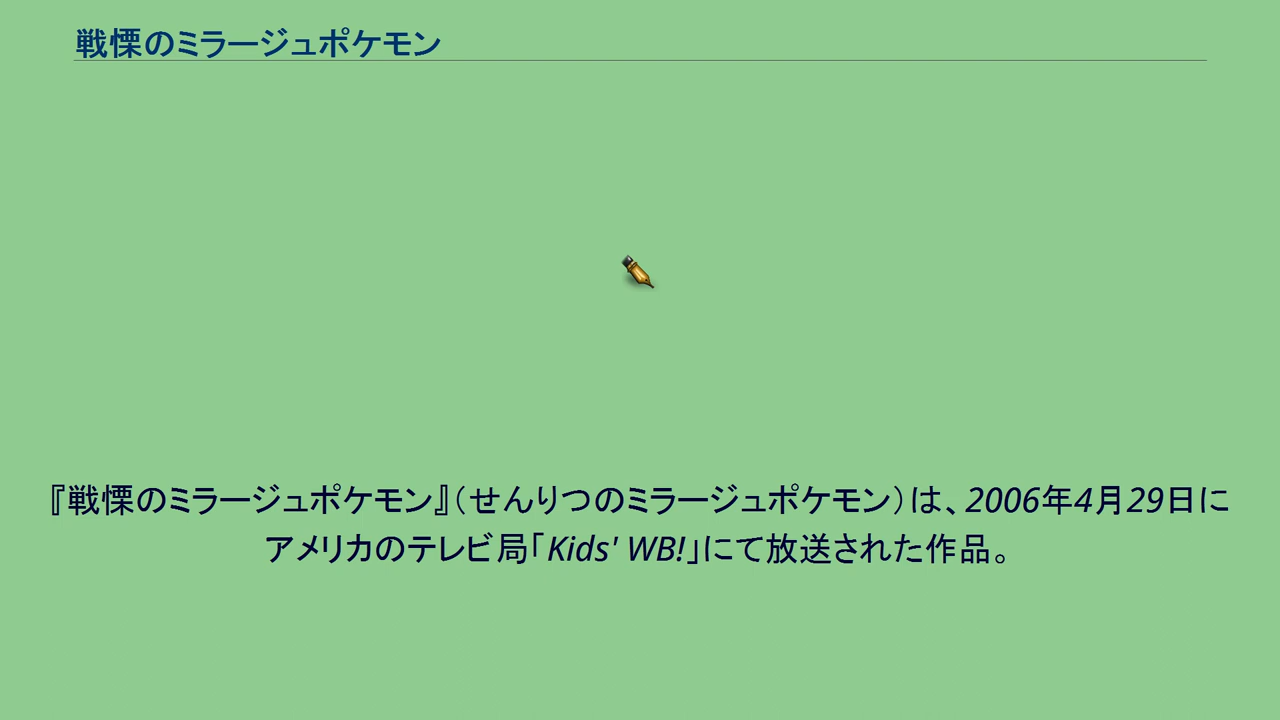 戦慄のミラージュポケモン
『戦慄のミラージュポケモン』（せんりつのミラージュポケモン）は、2006年4月29日に
アメリカのテレビ局「Kids' WB!」にて放送された作品。